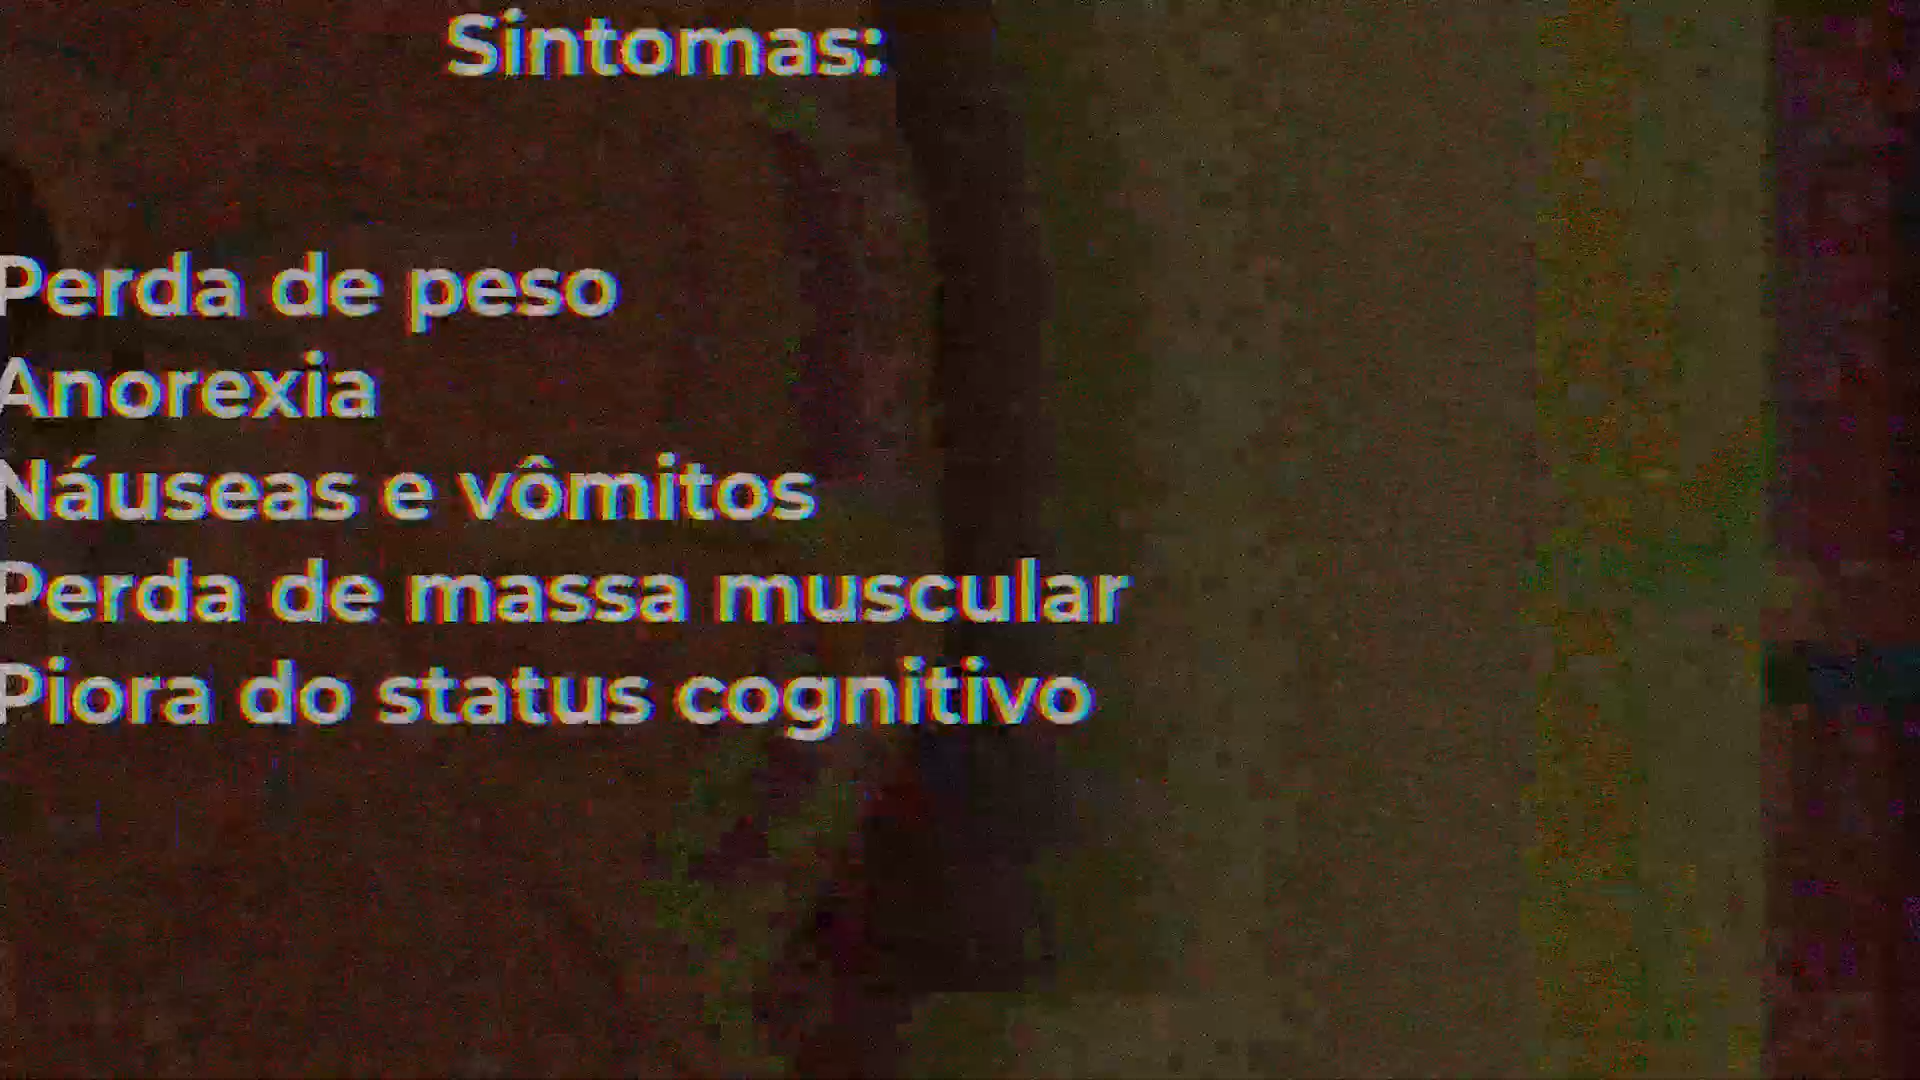 Sintomas:
Perda de peso
Anorexia
Náuseas e vômitos
Perda de massa muscular
Piora do status cognitivo